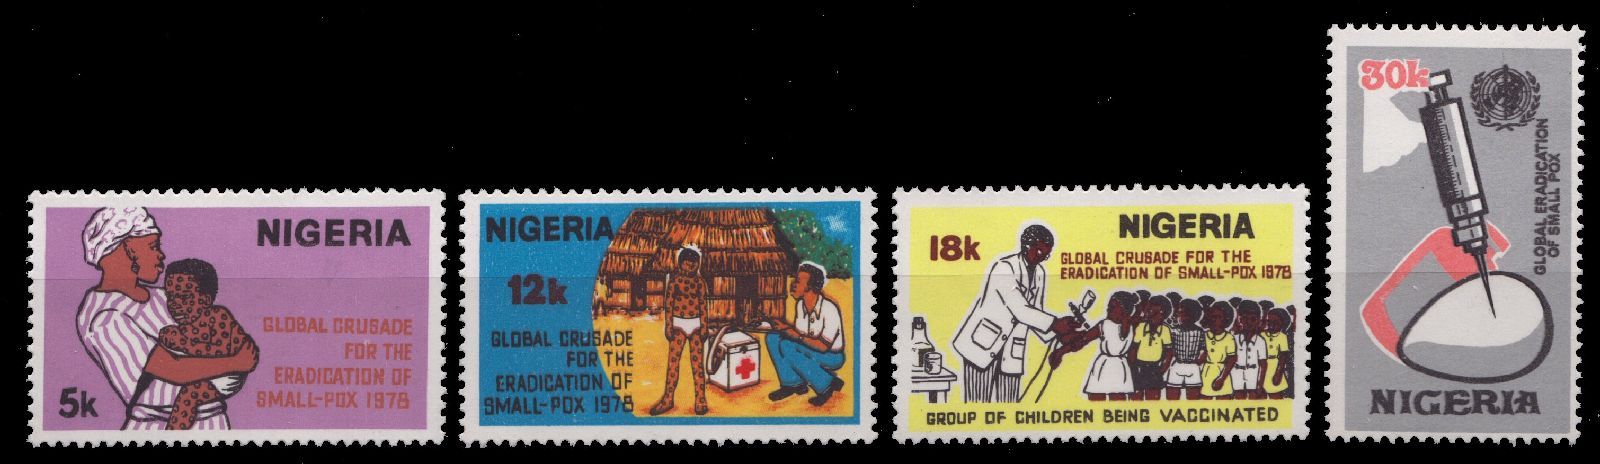 NIGERIA
GLOBAL CRUSADE
FOR THE
ERADICATION OF
SMALL-POX 1978
5k
NIGERIA
12k
GLOBAL CRUSADE
FOR THE
ERADICATION OF
SMALL-POX 1978
NIGERIA
18k
GLOBAL CRUSADE FOR THE
ERADICATION OF SMALL-POX 1978
GROUP OF CHILDREN BEING VACCINATED
30k
GLOBAL ERADICATION
OF SMALL POX
NIGERIA